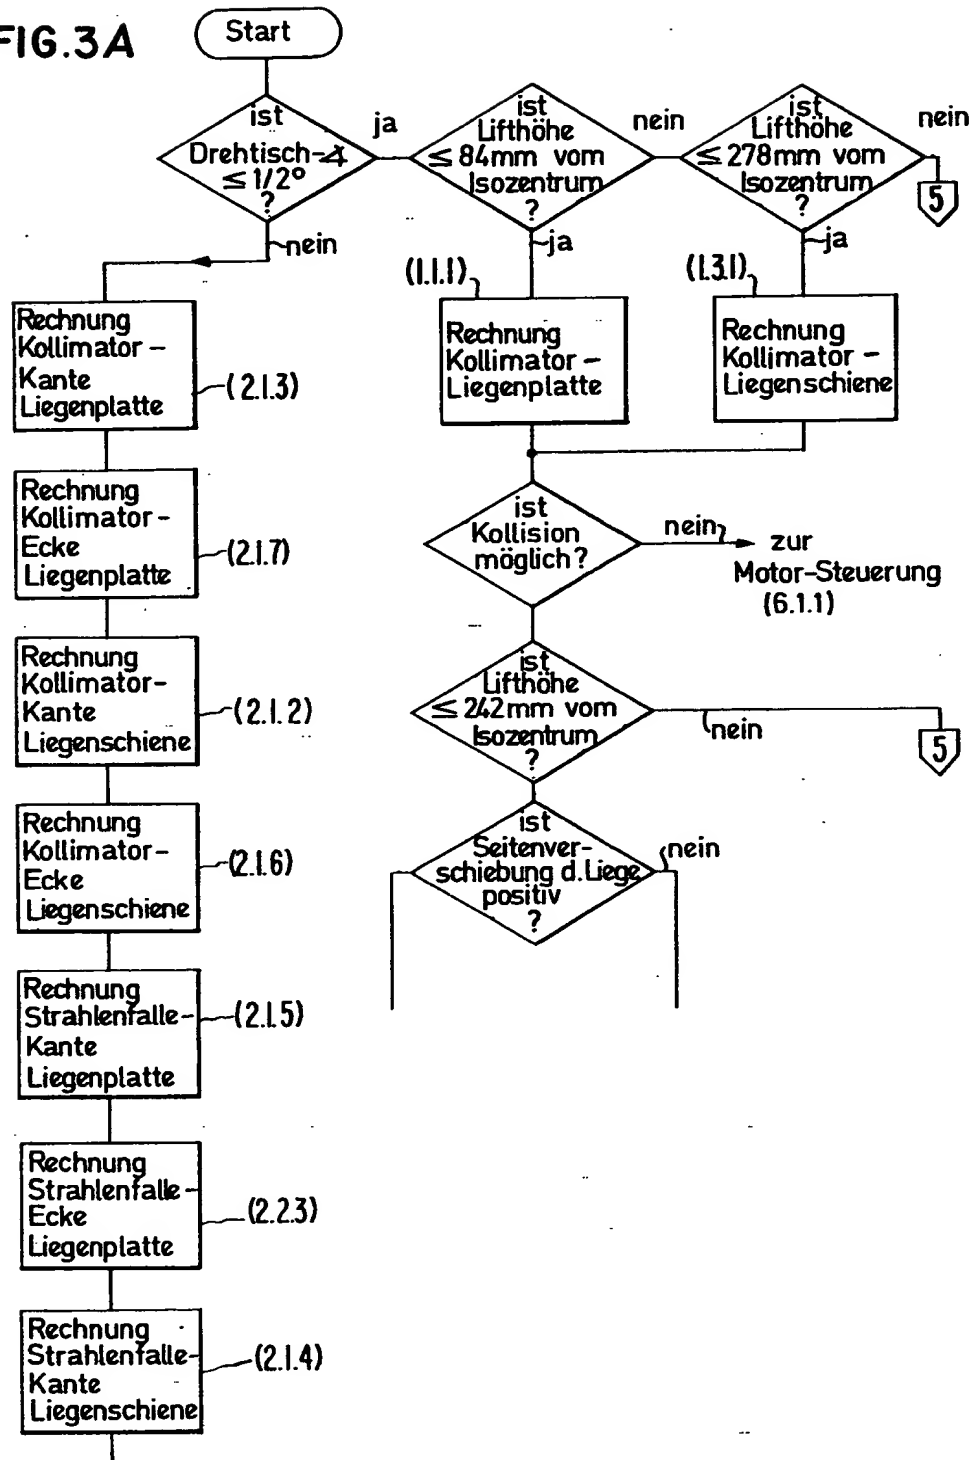 FIG.3A
Start
ist
Drehtisch-∢
≤ 1/2°
?
ja
nein
ist
Lifthöhe
≤ 84mm vom
Isozentrum
?
nein
ja
ist
Lifthöhe
≤ 278mm vom
Isozentrum
?
nein
5
ja
(1.1.1)
Rechnung
Kollimator-
Liegenplatte
(1.3.1)
Rechnung
Kollimator-
Liegenschiene
ist
Kollision
möglich?
nein
zur
Motor-Steuerung
(6.1.1)
ist
Lifthöhe
≤ 242mm vom
Isozentrum
?
nein
5
ist
Seitenver-
schiebung d. Liege
positiv
?
nein
Rechnung
Kollimator-
Kante
Liegenplatte
(2.1.3)
Rechnung
Kollimator-
Ecke
Liegenplatte
(2.1.7)
Rechnung
Kollimator-
Kante
Liegenschiene
(2.1.2)
Rechnung
Kollimator-
Ecke
Liegenschiene
(2.1.6)
Rechnung
Strahlenfalle-
Kante
Liegenplatte
(2.1.5)
Rechnung
Strahlenfalle-
Ecke
Liegenplatte
(2.2.3)
Rechnung
Strahlenfalle-
Kante
Liegenschiene
(2.1.4)